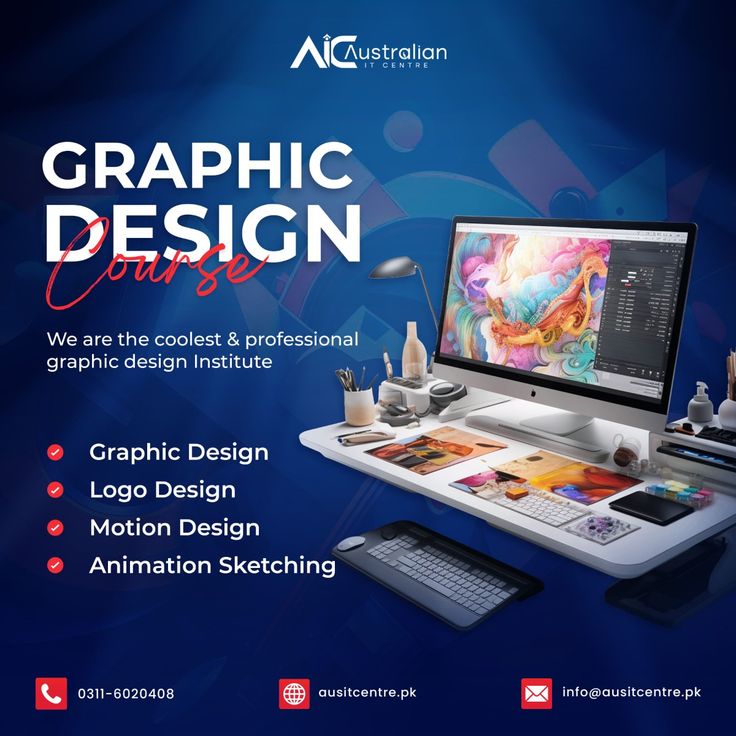 AiC Australian
IT CENTRE
GRAPHIC
DESIGN
Course
We are the coolest & professional
graphic design Institute
Graphic Design
Logo Design
Motion Design
Animation Sketching
0311-6020408
ausitcentre.pk
info@ausitcentre.pk